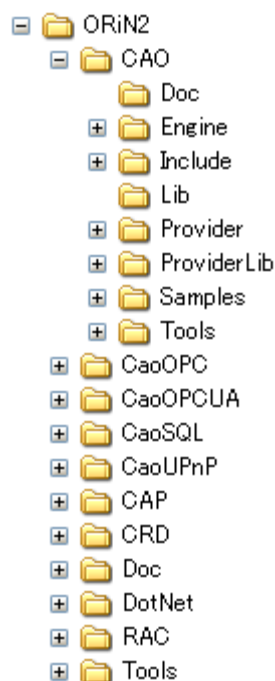 ORiN2
CAO
Doc
Engine
Include
Lib
Provider
ProviderLib
Samples
Tools
CaoOPC
CaoOPCUA
CaoSQL
CaoUPnP
CAP
CRD
Doc
DotNet
RAC
Tools